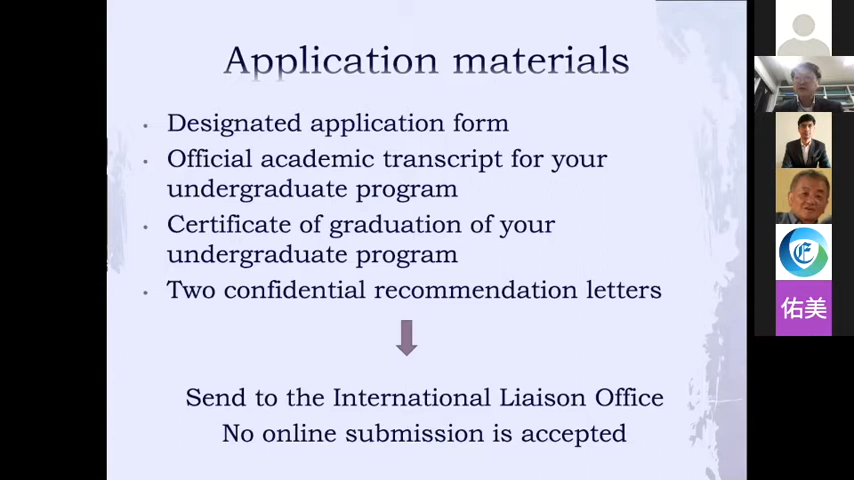 Application materials
Designated application form
Official academic transcript for your
undergraduate program
Certificate of graduation of your
undergraduate program
Two confidential recommendation letters
Send to the International Liaison Office
No online submission is accepted
E
佑美